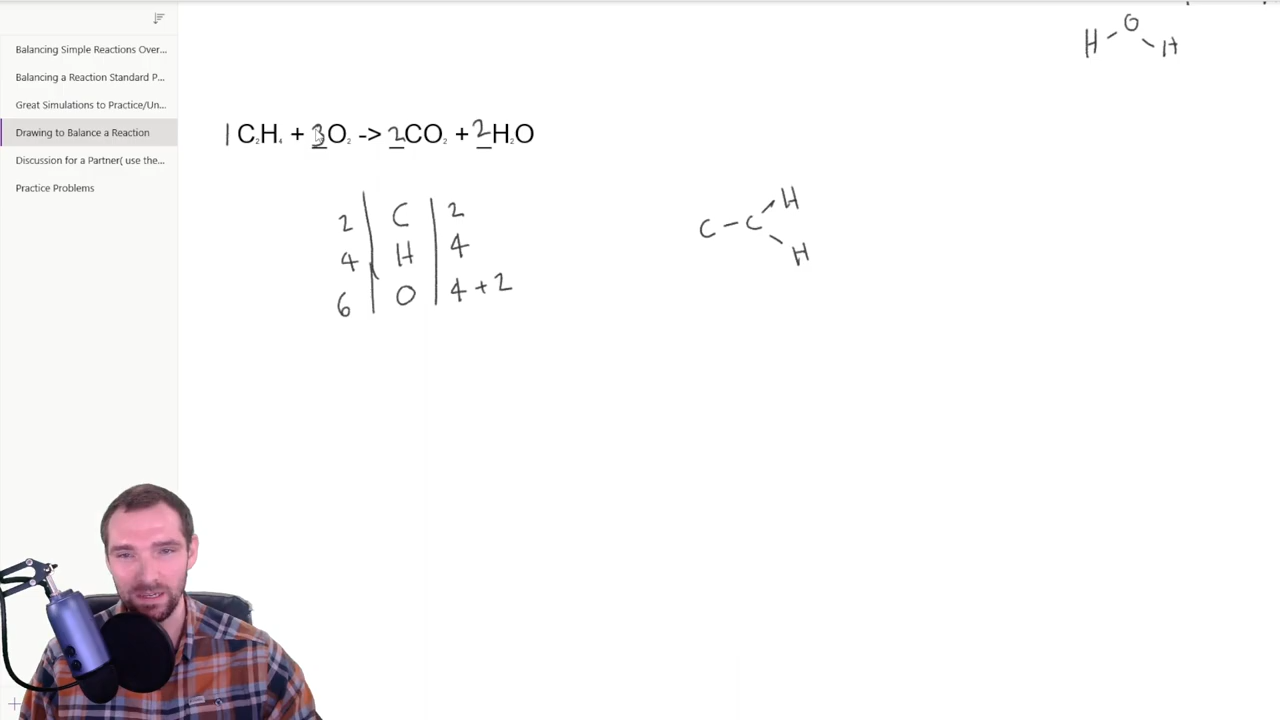 Balancing Simple Reactions Over...
Balancing a Reaction Standard P...
Great Simulations to Practice/Un...
Drawing to Balance a Reaction
Discussion for a Partner( use the...
Practice Problems
O
H H
1 C₂H₄ + 3O₂ -> 2CO₂ + 2H₂O
2 C 2
4 H 4
6 O 4 + 2
H
C - C
H